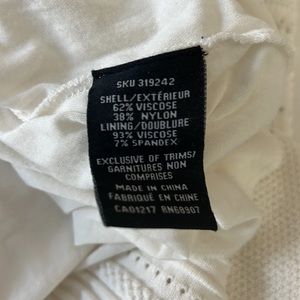 SKU 319242
SHELL/EXTÉRIEUR
62% VISCOSE
38% NYLON
LINING/DOUBLURE
93% VISCOSE
7% SPANDEX
EXCLUSIVE OF TRIMS/
GARNITURES NON
COMPRISES
MADE IN CHINA
FABRIQUÉ EN CHINE
CA01217 RN68907